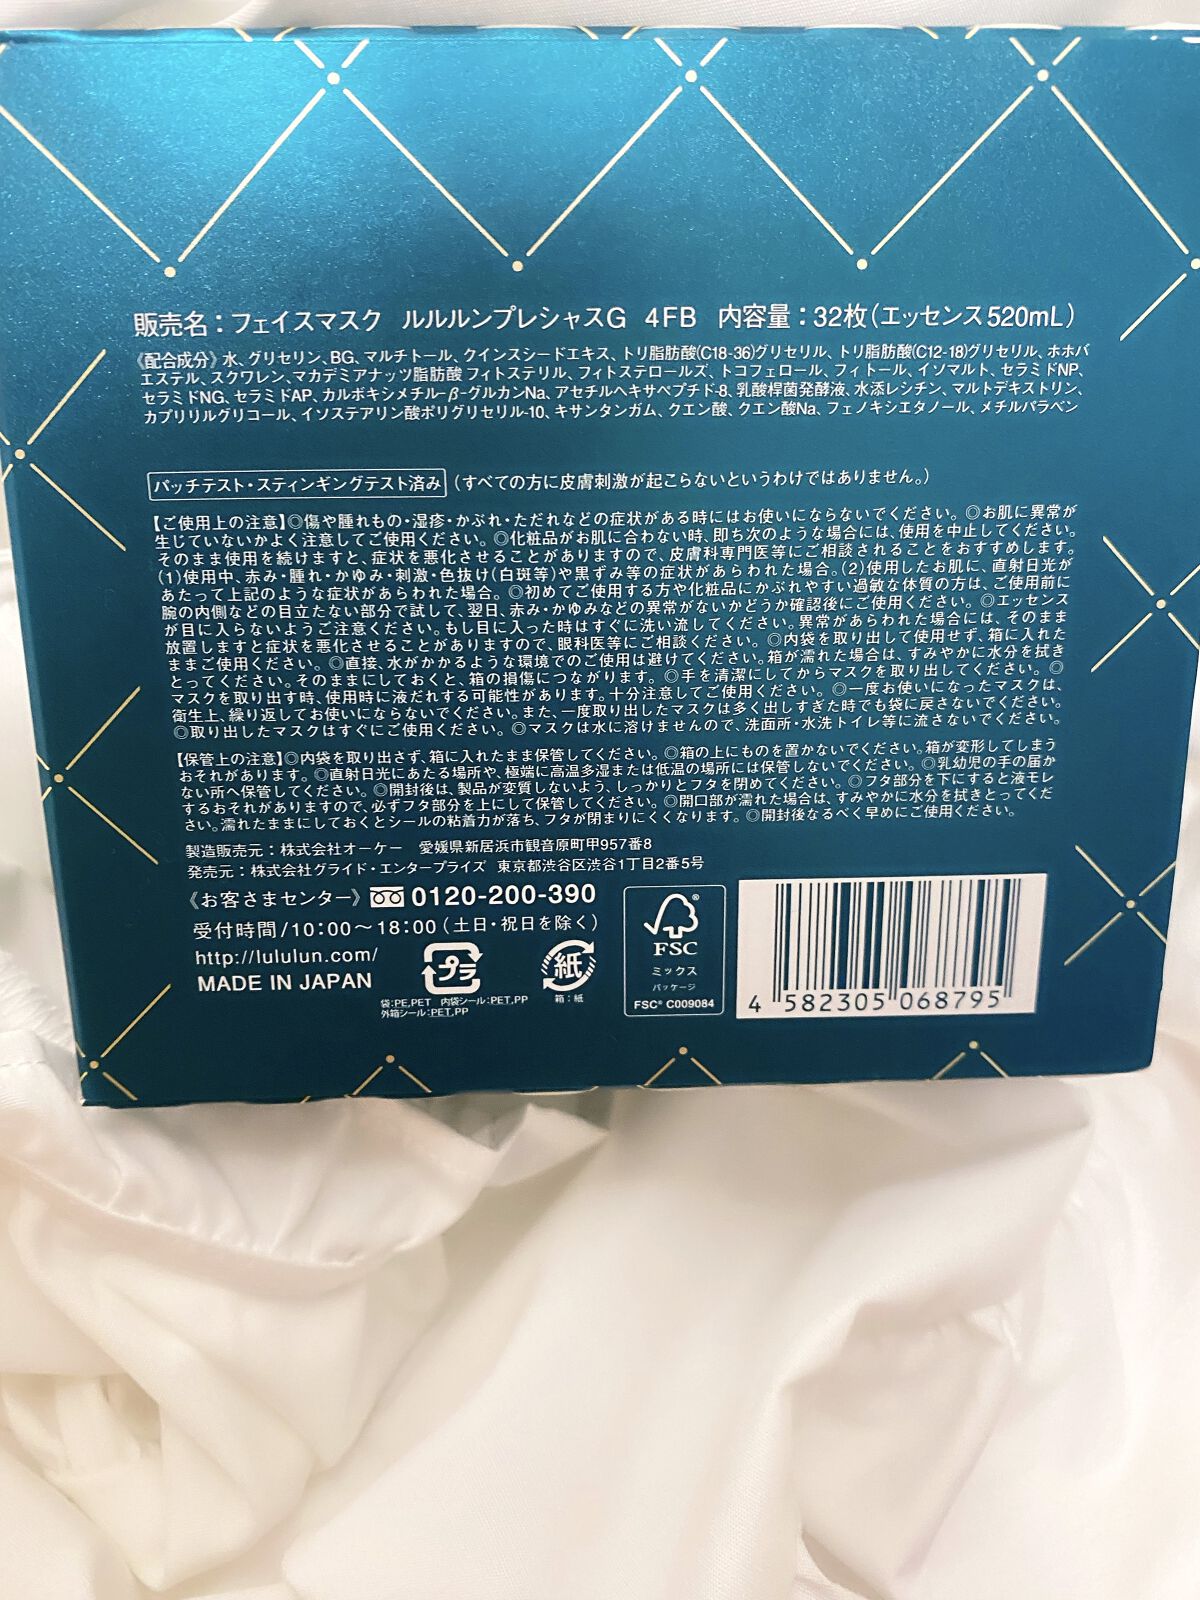 販売名：フェイスマスク ルルルンプレシャスG 4FB 内容量：32枚（エッセンス520mL）
《配合成分》水、グリセリン、BG、マルチトール、クインスシードエキス、トリ脂肪酸(C18-36)グリセリル、トリ脂肪酸(C12-18)グリセリル、ホホバ
エステル、スクワレン、マカデミアナッツ脂肪酸フィトステリル、フィトステロールズ、トコフェロール、フィトール、イソマルト、セラミドNP、
セラミドNG、セラミドAP、カルボキシメチル-β-グルカンNa、アセチルヘキサペプチド-8、乳酸桿菌発酵液、水添レシチン、マルトデキストリン、
カプリリルグリコール、イソステアリン酸ポリグリセリル-10、キサンタンガム、クエン酸、クエン酸Na、フェノキシエタノール、メチルパラベン
パッチテスト・スティンギングテスト済み（すべての方に皮膚刺激が起こらないというわけではありません。）
【ご使用上の注意】◎傷や腫れもの・湿疹・かぶれ・ただれなどの症状がある時にはお使いにならないでください。◎お肌に異常が
生じていないかよく注意してご使用ください。◎化粧品がお肌に合わない時、即ち次のような場合には、使用を中止してください。
そのまま使用を続けますと、症状を悪化させることがありますので、皮膚科専門医等にご相談されることをおすすめします。
(1)使用中、赤み・腫れ・かゆみ・刺激・色抜け(白斑等)や黒ずみ等の症状があらわれた場合。(2)使用したお肌に、直射日光が
あたって上記のような症状があらわれた場合。◎初めてご使用する方や化粧品にかぶれやすい過敏な体質の方は、ご使用前に
腕の内側などの目立たない部分で試して、翌日、赤み・かゆみなどの異常がないかどうか確認後にご使用ください。◎エッセンス
が目に入らないようご注意ください。もし目に入った時はすぐに洗い流してください。異常があらわれた場合には、そのまま
放置しますと症状を悪化させることがありますので、眼科医等にご相談ください。◎内袋を取り出して使用せず、箱に入れた
ままご使用ください。◎直接、水がかかるような環境でのご使用は避けてください。箱が濡れた場合は、すみやかに水分を拭き
とってください。そのままにしておくと、箱の損傷につながります。◎手を清潔にしてからマスクを取り出してください。◎
マスクを取り出す時、使用時に液だれする可能性があります。十分注意してご使用ください。◎一度お使いになったマスクは、
衛生上、繰り返してお使いにならないでください。また、一度取り出したマスクは多く出しすぎた時でも袋に戻さないでください。
◎取り出したマスクはすぐにご使用ください。◎マスクは水に溶けませんので、洗面所・水洗トイレ等に流さないでください。
【保管上の注意】◎内袋を取り出さず、箱に入れたまま保管してください。◎箱の上にものを置かないでください。箱が変形してしまう
おそれがあります。◎直射日光にあたる場所や、極端に高温多湿または低温の場所には保管しないでください。◎乳幼児の手の届か
ない所へ保管してください。◎開封後は、製品が変質しないよう、しっかりとフタを閉めてください。◎フタ部分を下にすると液モレ
するおそれがありますので、必ずフタ部分を上にして保管してください。◎開口部が濡れた場合は、すみやかに水分を拭きとってくだ
さい。濡れたままにしておくとシールの粘着力が落ち、フタが閉まりにくくなります。◎開封後なるべく早めにご使用ください。
製造販売元：株式会社オーケー 愛媛県新居浜市観音原町甲957番8
発売元：株式会社グライド・エンタープライズ 東京都渋谷区渋谷1丁目2番5号
《お客さまセンター》0120-200-390
受付時間/10：00～18：00（土日・祝日を除く）
http://lululun.com/
MADE IN JAPAN
プラ
袋：PE,PET 内袋シール：PET,PP
外箱シール：PET,PP
紙
箱：紙
FSC®
ミックス
パッケージ
FSC® C009084
4 582305 068795